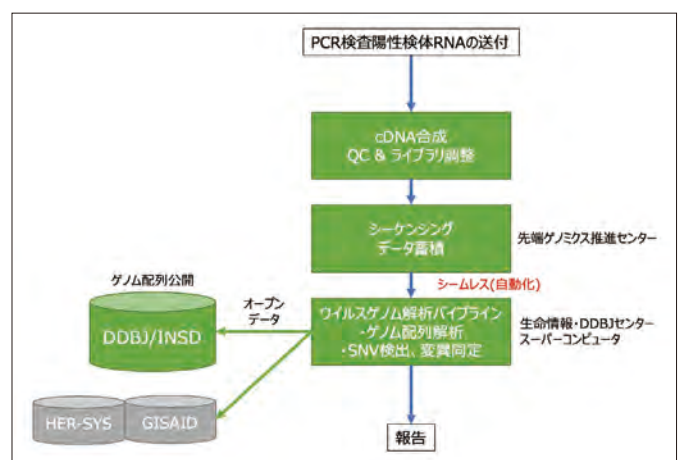 PCR検査陽性検体RNAの送付
cDNA合成
QC & ライブラリ調整
シーケンシング
データ蓄積
先端ゲノミクス推進センター
シームレス(自動化)
ゲノム配列公開
オープン
データ
DDBJ/INSD
ウイルスゲノム解析パイプライン
・ゲノム配列解析
・SNV検出、変異同定
生命情報・DDBJセンター
スーパーコンピュータ
HER-SYS
GISAID
報告